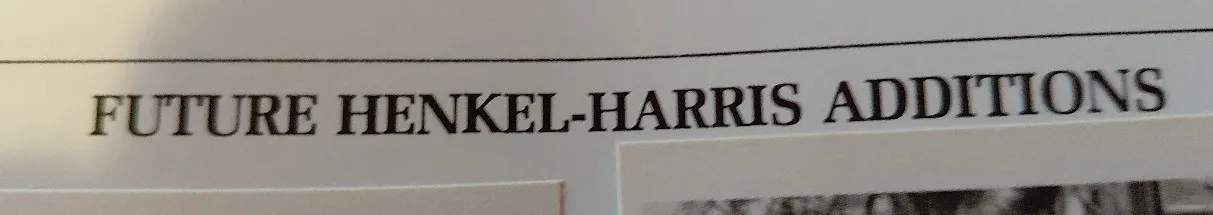 FUTURE HENKEL-HARRIS ADDITIONS